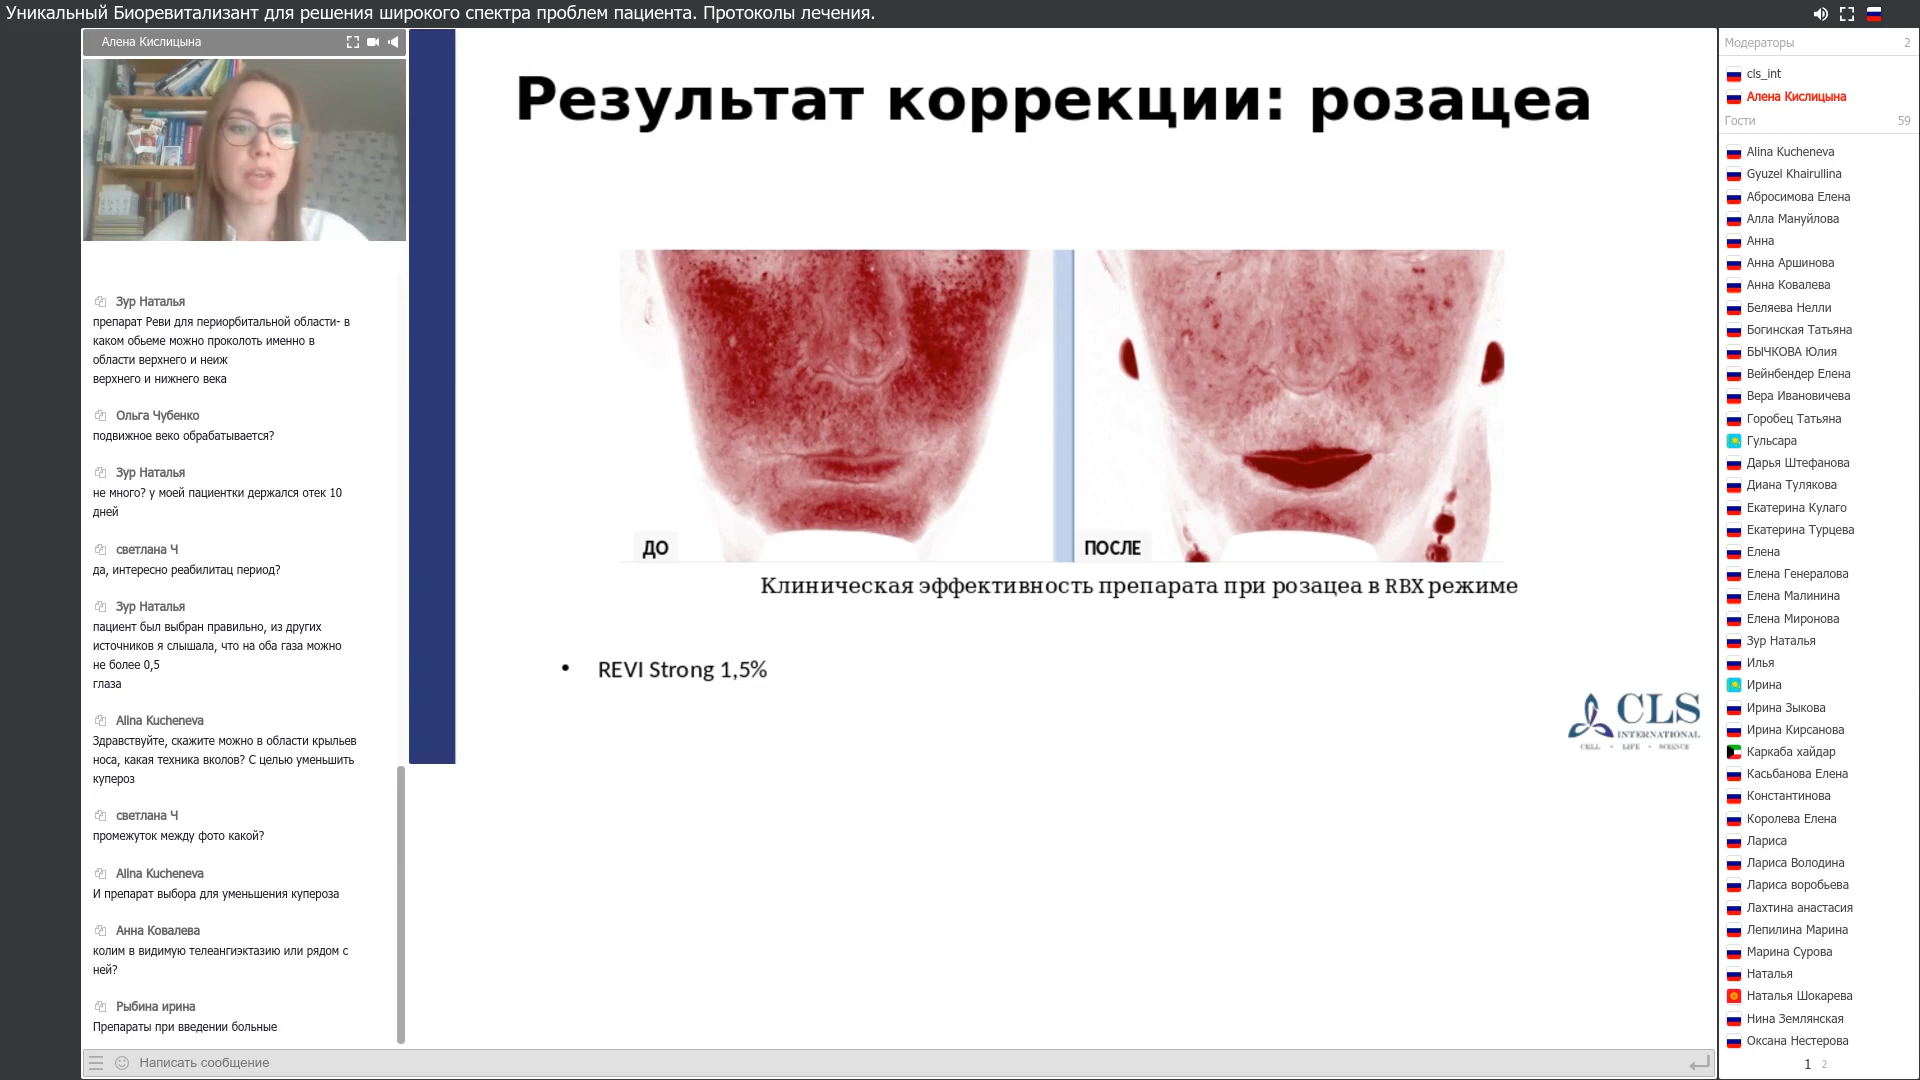 Уникальный Биоревитализант для решения широкого спектра проблем пациента. Протоколы лечения.
Алена Кислицына
Зур Наталья
препарат Реви для периорбитальной области- в
каком обьеме можно проколоть именно в
области верхнего и неиж
верхнего и нижнего века
Ольга Чубенко
подвижное веко обрабатывается?
Зур Наталья
не много? у моей пациентки держался отек 10
дней
светлана Ч
да, интересно реабилитац период?
Зур Наталья
пациент был выбран правильно, из других
источников я слышала, что на оба газа можно
не более 0,5
глаза
Alina Kucheneva
Здравствуйте, скажите можно в области крыльев
носа, какая техника вколов? С целью уменьшить
купероз
светлана Ч
промежуток между фото какой?
Alina Kucheneva
И препарат выбора для уменьшения купероза
Анна Ковалева
колим в видимую телеангиэктазию или рядом с
ней?
Рыбина ирина
Препараты при введении больные
Написать сообщение
Результат коррекции: розацеа
ДО
ПОСЛЕ
Клиническая эффективность препарата при розацеа в RBX режиме
• REVI Strong 1,5%
CLS
INTERNATIONAL
CELL • LIFE • SCIENCE
Модераторы 2
cls_int
Алена Кислицына
Гости 59
Alina Kucheneva
Gyuzel Khairullina
Абросимова Елена
Алла Мануйлова
Анна
Анна Аршинова
Анна Ковалева
Беляева Нелли
Богинская Татьяна
БЫЧКОВА Юлия
Вейнбендер Елена
Вера Ивановичева
Горобец Татьяна
Гульсара
Дарья Штефанова
Диана Тулякова
Екатерина Кулаго
Екатерина Турцева
Елена
Елена Генералова
Елена Малинина
Елена Миронова
Зур Наталья
Илья
Ирина
Ирина Зыкова
Ирина Кирсанова
Каркаба хайдар
Касьбанова Елена
Константинова
Королева Елена
Лариса
Лариса Володина
Лариса воробьева
Лахтина анастасия
Лепилина Марина
Марина Сурова
Наталья
Наталья Шокарева
Нина Землянская
Оксана Нестерова
1 2